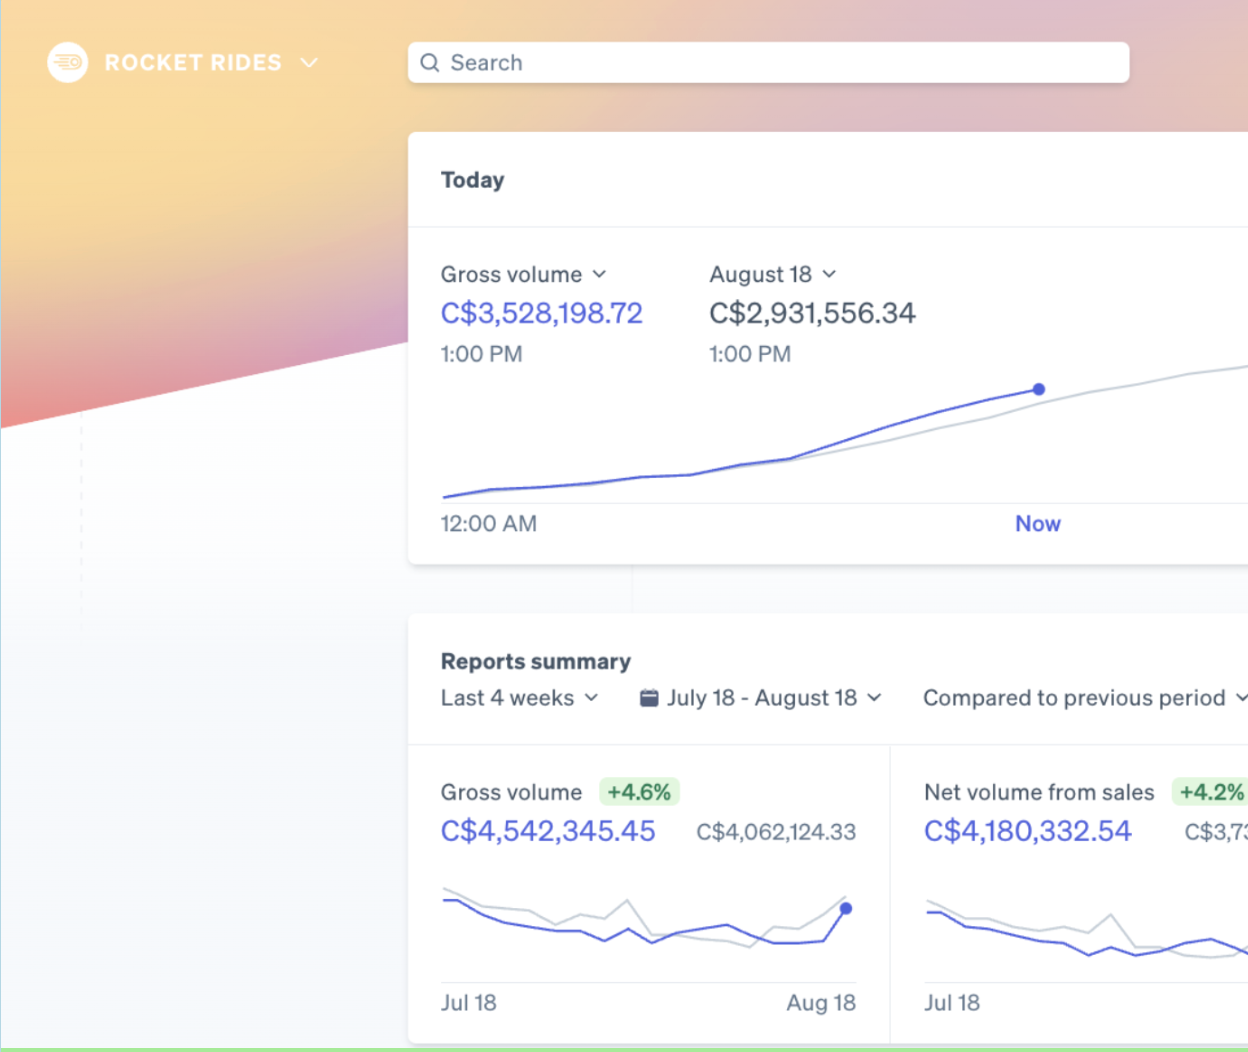 ROCKET RIDES
Search
Today
Gross volume August 18
C$3,528,198.72 C$2,931,556.34
1:00 PM 1:00 PM
12:00 AM Now
Reports summary
Last 4 weeks July 18 - August 18 Compared to previous period
Gross volume +4.6% Net volume from sales +4.2%
C$4,542,345.45 C$4,062,124.33 C$4,180,332.54 C$3,73
Jul 18 Aug 18 Jul 18